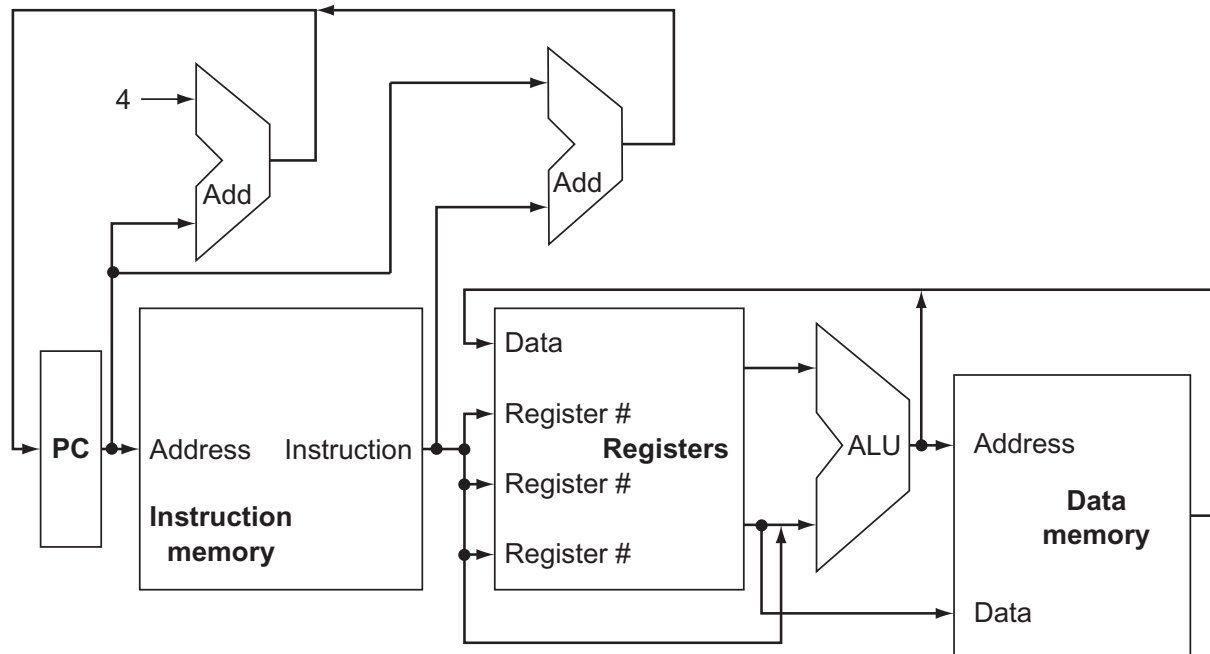 4
Add
Add
PC
Address
Instruction
Instruction
memory
Data
Register #
Register #
Register #
Registers
ALU
Address
Data
memory
Data